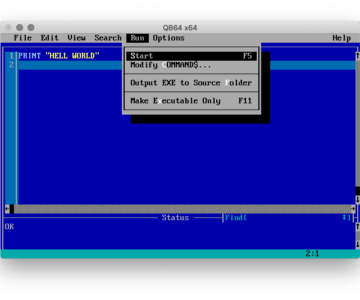 QB64 x64
File Edit View Search Run Options Help
1 PRINT "HELL WORLD"
2
Start F5
Modify COMMAND$...
Output EXE to Source Folder
Make Executable Only F11
Status Find[ ]
OK
2:1